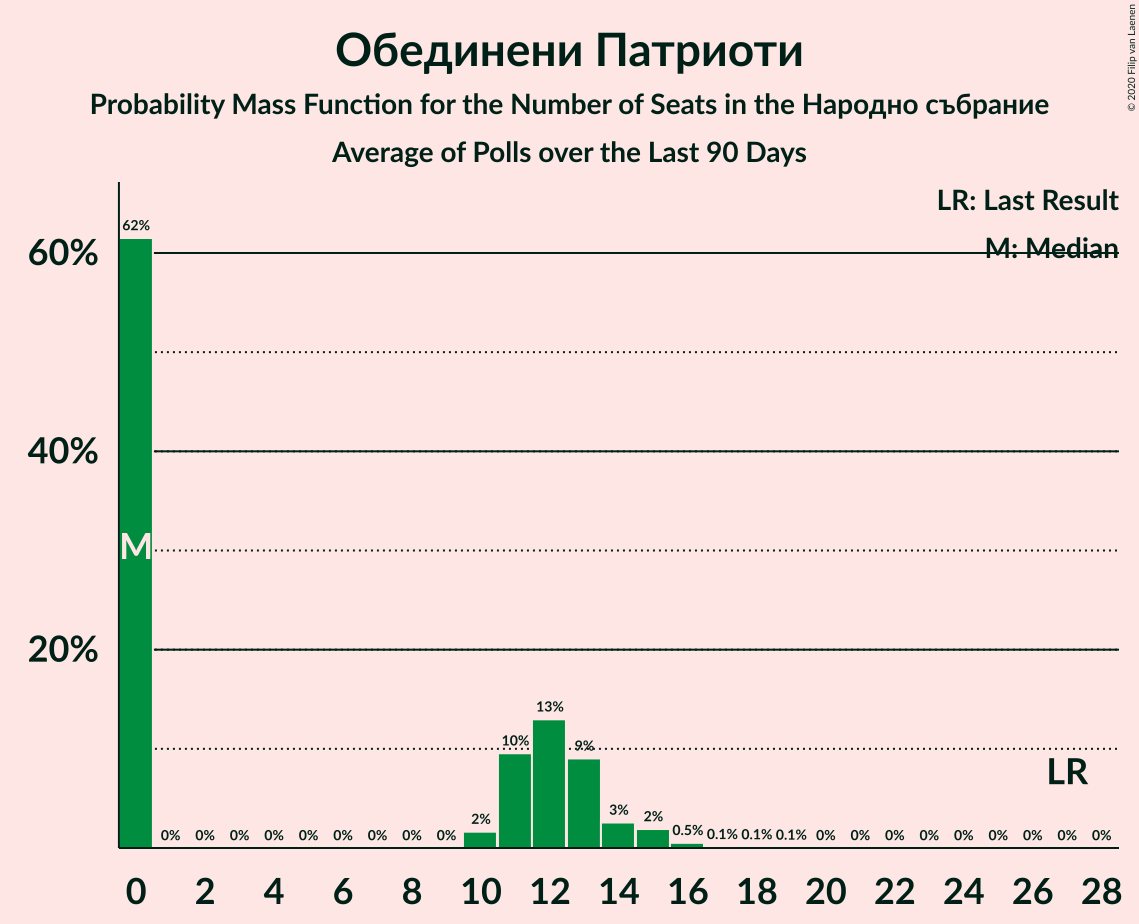 Обединени Патриоти
Probability Mass Function for the Number of Seats in the Народно събрание
Average of Polls over the Last 90 Days
© 2020 Filip van Laenen
LR: Last Result
M: Median
62%
60%
40%
M
20%
13%
10%
9%
LR
3%
2%
2%
0.5%
0.1%
0.1%
0.1%
0% 0% 0% 0% 0% 0% 0% 0% 0% 0% 0% 0% 0% 0% 0% 0% 0% 0%
0 2 4 6 8 10 12 14 16 18 20 22 24 26 28